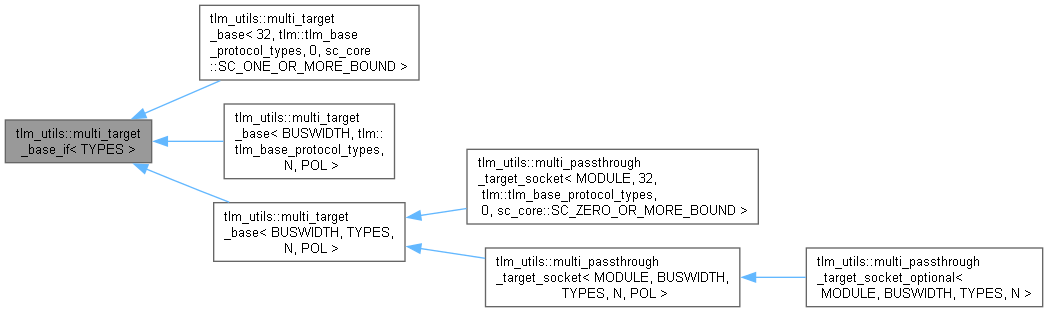 tlm_utils::multi_target
_base< 32, tlm::tlm_base
_protocol_types, 0, sc_core
::SC_ONE_OR_MORE_BOUND >
tlm_utils::multi_target
_base_if< TYPES >
tlm_utils::multi_target
_base< BUSWIDTH, tlm::
tlm_base_protocol_types,
N, POL >
tlm_utils::multi_target
_base< BUSWIDTH, TYPES,
N, POL >
tlm_utils::multi_passthrough
_target_socket< MODULE, 32,
tlm::tlm_base_protocol_types,
0, sc_core::SC_ZERO_OR_MORE_BOUND >
tlm_utils::multi_passthrough
_target_socket< MODULE, BUSWIDTH,
TYPES, N, POL >
tlm_utils::multi_passthrough
_target_socket_optional<
MODULE, BUSWIDTH, TYPES, N >